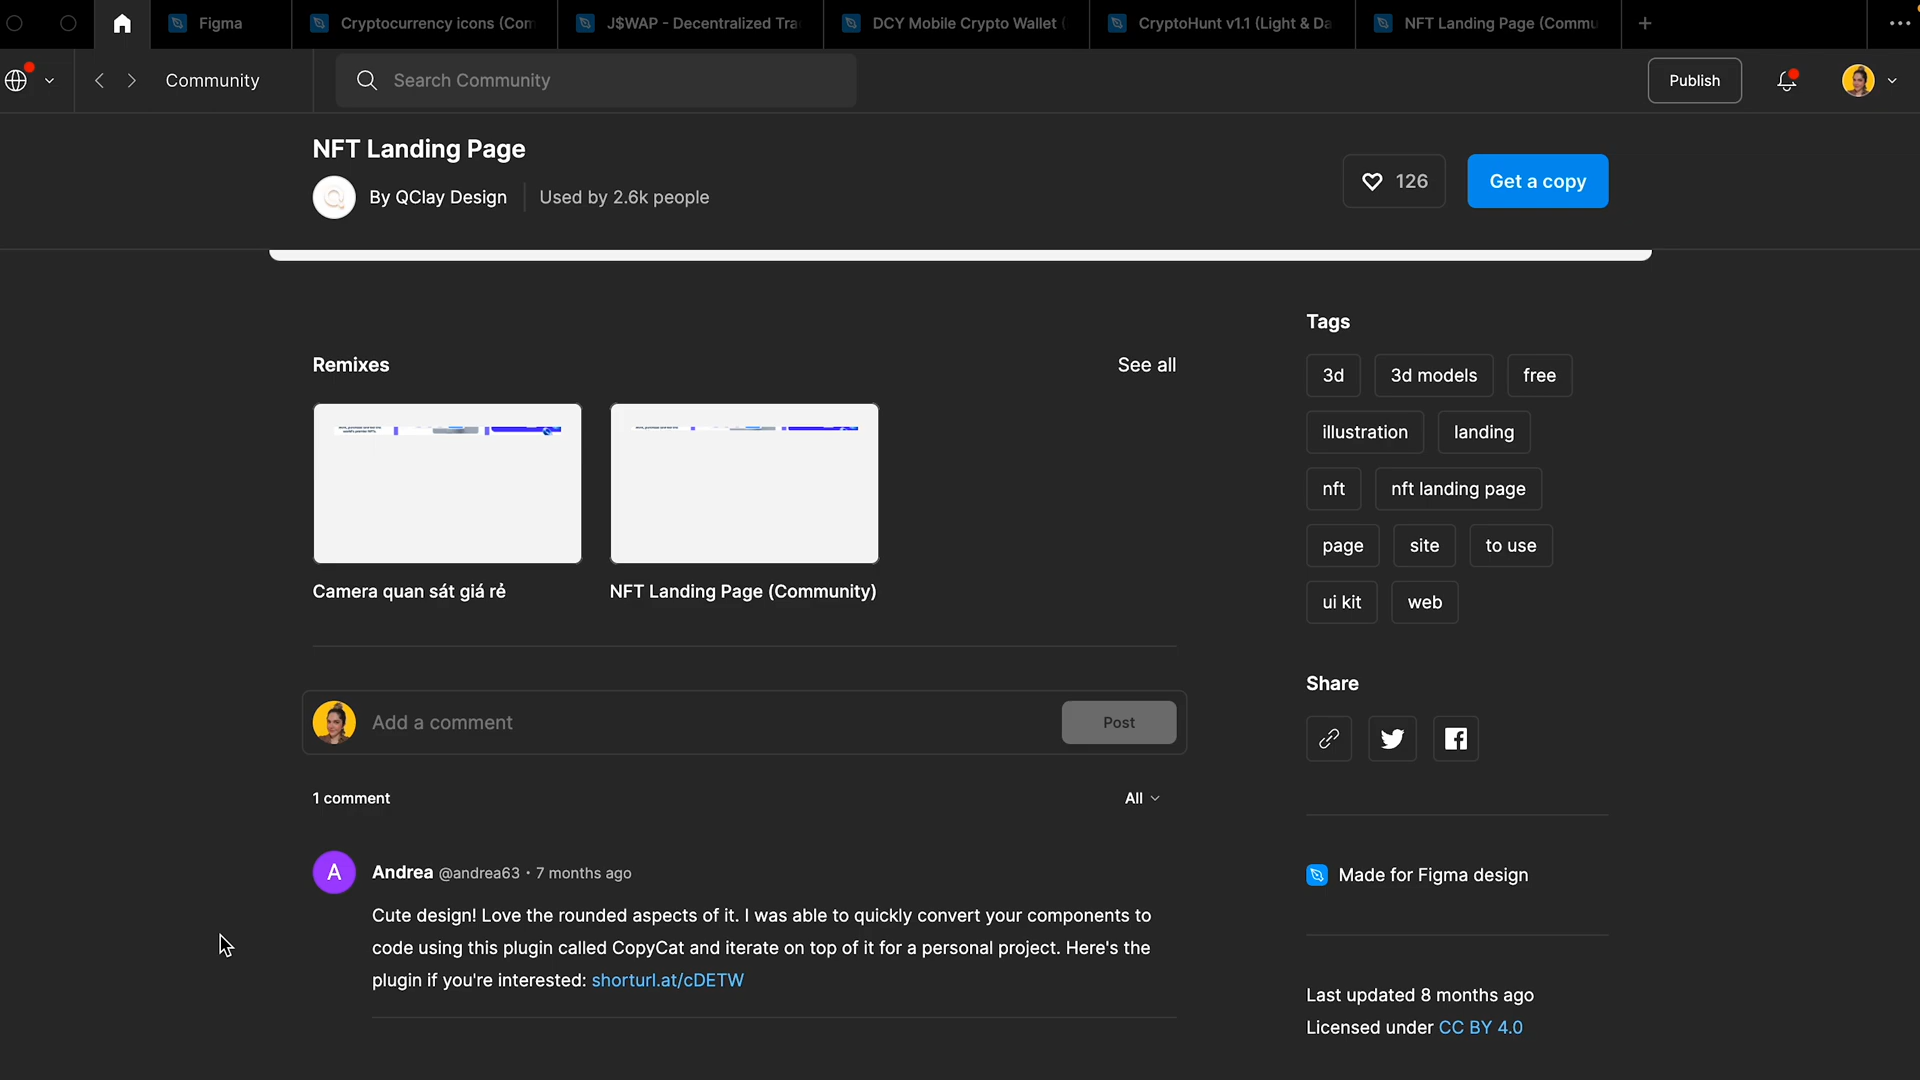 Figma
Cryptocurrency icons (Com
J$WAP - Decentralized Tra
DCY Mobile Crypto Wallet (
CryptoHunt v1.1 (Light & Da
NFT Landing Page (Commu
Community
Search Community
Publish
NFT Landing Page
By QClay Design
Used by 2.6k people
126
Get a copy
Remixes
See all
Camera quan sát giá rẻ
NFT Landing Page (Community)
Add a comment
Post
1 comment
All
A
Andrea @andrea63 • 7 months ago
Cute design! Love the rounded aspects of it. I was able to quickly convert your components to
code using this plugin called CopyCat and iterate on top of it for a personal project. Here's the
plugin if you're interested: shorturl.at/cDETW
Tags
3d
3d models
free
illustration
landing
nft
nft landing page
page
site
to use
ui kit
web
Share
Made for Figma design
Last updated 8 months ago
Licensed under CC BY 4.0